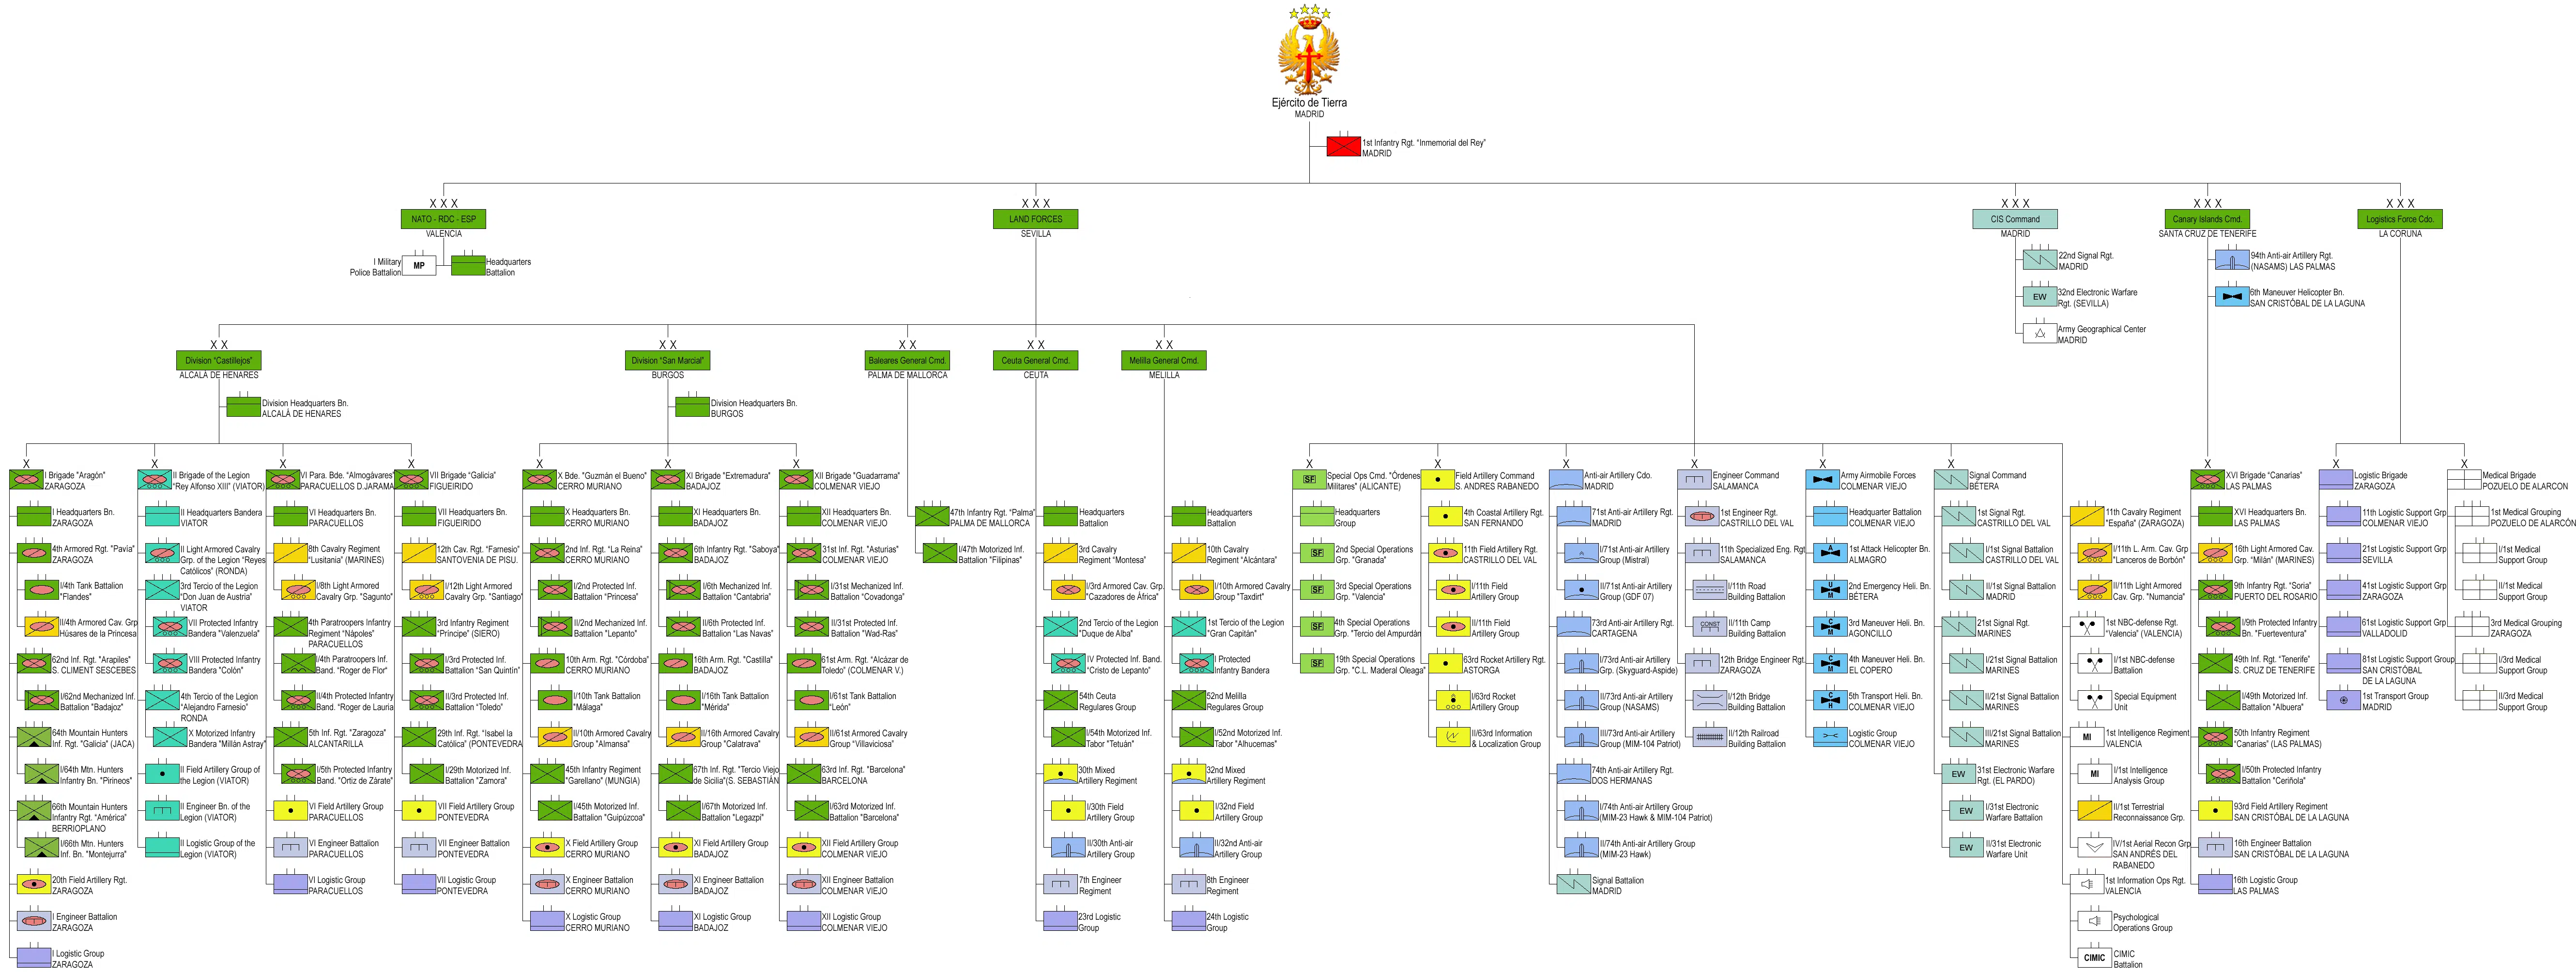 Ejército de Tierra
MADRID
1st Infantry Rgt. "Inmemorial del Rey"
MADRID
X X X
NATO - RDC - ESP
VALENCIA
I Military
Police Battalion
MP
Headquarters
Battalion
X X X
LAND FORCES
SEVILLA
X X X
CIS Command
MADRID
22nd Signal Rgt.
MADRID
EW
32nd Electronic Warfare
Rgt. (SEVILLA)
Army Geographical Center
MADRID
X X X
Canary Islands Cmd.
SANTA CRUZ DE TENERIFE
94th Anti-air Artillery Rgt.
(NASAMS) LAS PALMAS
6th Maneuver Helicopter Bn.
SAN CRISTÓBAL DE LA LAGUNA
X X X
Logistics Force Cdo.
LA CORUNA
X X
Division "Castillejos"
ALCALÁ DE HENARES
Division Headquarters Bn.
ALCALÁ DE HENARES
X X
Division "San Marcial"
BURGOS
Division Headquarters Bn.
BURGOS
X X
Baleares General Cmd.
PALMA DE MALLORCA
X X
Ceuta General Cmd.
CEUTA
X X
Melilla General Cmd.
MELILLA
X
I Brigade "Aragón"
ZARAGOZA
I Headquarters Bn.
ZARAGOZA
4th Armored Rgt. "Pavía"
ZARAGOZA
I/4th Tank Battalion
"Flandes"
II/4th Armored Cav. Grp
Húsares de la Princesa
62nd Inf. Rgt. "Arapiles"
S. CLIMENT SESCEBES
I/62nd Mechanized Inf.
Battalion "Badajoz"
64th Mountain Hunters
Inf. Rgt. "Galicia" (JACA)
I/64th Mtn. Hunters
Infantry Bn. "Pirineos"
66th Mountain Hunters
Infantry Rgt. "América"
BERRIOPLANO
I/66th Mtn. Hunters
Inf. Bn. "Montejurra"
20th Field Artillery Rgt.
ZARAGOZA
I Engineer Battalion
ZARAGOZA
I Logistic Group
ZARAGOZA
X
II Brigade of the Legion
"Rey Alfonso XIII" (VIATOR)
II Headquarters Bandera
VIATOR
II Light Armored Cavalry
Grp. of the Legion "Reyes
Católicos" (RONDA)
3rd Tercio of the Legion
"Don Juan de Austria"
VIATOR
VII Protected Infantry
Bandera "Valenzuela"
VIII Protected Infantry
Bandera "Colón"
4th Tercio of the Legion
"Alejandro Farnesio"
RONDA
X Motorized Infantry
Bandera "Millán Astray"
II Field Artillery Group of
the Legion (VIATOR)
II Engineer Bn. of the
Legion (VIATOR)
II Logistic Group of the
Legion (VIATOR)
X
VI Para. Bde. "Almogávares"
PARACUELLOS D.JARAMA
VI Headquarters Bn.
PARACUELLOS
8th Cavalry Regiment
"Lusitania" (MARINES)
I/8th Light Armored
Cavalry Grp. "Sagunto"
4th Paratroopers Infantry
Regiment "Nápoles"
PARACUELLOS
I/4th Paratroopers Inf.
Band. "Roger de Flor"
II/4th Protected Infantry
Band. "Roger de Lauria
5th Inf. Rgt. "Zaragoza"
ALCANTARILLA
I/5th Protected Infantry
Band. "Ortiz de Zárate"
VI Field Artillery Group
PARACUELLOS
VI Engineer Battalion
PARACUELLOS
VI Logistic Group
PARACUELLOS
X
VII Brigade "Galicia"
FIGUEIRIDO
VII Headquarters Bn.
FIGUEIRIDO
12th Cav. Rgt. "Farnesio"
SANTOVENIA DE PISU.
I/12th Light Armored
Cavalry Grp. "Santiago"
3rd Infantry Regiment
"Príncipe" (SIERO)
I/3rd Protected Inf.
Battalion "San Quintín"
II/3rd Protected Inf.
Battalion "Toledo"
29th Inf. Rgt. "Isabel la
Católica" (PONTEVEDRA
I/29th Motorized Inf.
Battalion "Zamora"
VII Field Artillery Group
PONTEVEDRA
VII Engineer Battalion
PONTEVEDRA
VII Logistic Group
PONTEVEDRA
X
X Bde. "Guzmán el Bueno"
CERRO MURIANO
X Headquarters Bn.
CERRO MURIANO
2nd Inf. Rgt. "La Reina"
CERRO MURIANO
I/2nd Protected Inf.
Battalion "Princesa"
II/2nd Mechanized Inf.
Battalion "Lepanto"
10th Arm. Rgt. "Córdoba"
CERRO MURIANO
I/10th Tank Battalion
"Málaga"
II/10th Armored Cavalry
Group "Almansa"
45th Infantry Regiment
"Garellano" (MUNGIA)
I/45th Motorized Inf.
Battalion "Guipúzcoa"
X Field Artillery Group
CERRO MURIANO
X Engineer Battalion
CERRO MURIANO
X Logistic Group
CERRO MURIANO
X
XI Brigade "Extremadura"
BADAJOZ
XI Headquarters Bn.
BADAJOZ
6th Infantry Rgt. "Saboya"
BADAJOZ
I/6th Mechanized Inf.
Battalion "Cantabria"
II/6th Protected Inf.
Battalion "Las Navas"
16th Arm. Rgt. "Castilla"
BADAJOZ
I/16th Tank Battalion
"Mérida"
II/16th Armored Cavalry
Group "Calatrava"
67th Inf. Rgt. "Tercio Viejo
de Sicilia"(S. SEBASTIÁN
I/67th Motorized Inf.
Battalion "Legazpi"
XI Field Artillery Group
BADAJOZ
XI Engineer Battalion
BADAJOZ
XI Logistic Group
BADAJOZ
X
XII Brigade "Guadarrama"
COLMENAR VIEJO
XII Headquarters Bn.
COLMENAR VIEJO
31st Inf. Rgt. "Asturias"
COLMENAR VIEJO
I/31st Mechanized Inf.
Battalion "Covadonga"
II/31st Protected Inf.
Battalion "Wad-Ras"
61st Arm. Rgt. "Alcázar de
Toledo" (COLMENAR V.)
I/61st Tank Battalion
"León"
II/61st Armored Cavalry
Group "Villaviciosa"
63rd Inf. Rgt. "Barcelona"
BARCELONA
I/63rd Motorized Inf.
Battalion "Barcelona"
XII Field Artillery Group
COLMENAR VIEJO
XII Engineer Battalion
COLMENAR VIEJO
XII Logistic Group
COLMENAR VIEJO
47th Infantry Rgt. "Palma"
PALMA DE MALLORCA
I/47th Motorized Inf.
Battalion "Filipinas"
Headquarters
Battalion
3rd Cavalry
Regiment "Montesa"
I/3rd Armored Cav. Grp.
"Cazadores de África"
2nd Tercio of the Legion
"Duque de Alba"
IV Protected Inf. Band.
"Cristo de Lepanto"
54th Ceuta
Regulares Group
I/54th Motorized Inf.
Tabor "Tetuán"
30th Mixed
Artillery Regiment
I/30th Field
Artillery Group
II/30th Anti-air
Artillery Group
7th Engineer
Regiment
23rd Logistic
Group
Headquarters
Battalion
10th Cavalry
Regiment "Alcántara"
I/10th Armored Cavalry
Group "Taxdirt"
1st Tercio of the Legion
"Gran Capitán"
I Protected
Infantry Bandera
52nd Melilla
Regulares Group
I/52nd Motorized Inf.
Tabor "Alhucemas"
32nd Mixed
Artillery Regiment
I/32nd Field
Artillery Group
II/32nd Anti-air
Artillery Group
8th Engineer
Regiment
24th Logistic
Group
X
SF
Special Ops Cmd. "Órdenes
Militares" (ALICANTE)
Headquarters
Group
SF
2nd Special Operations
Grp. "Granada"
SF
3rd Special Operations
Grp. "Valencia"
SF
4th Special Operations
Grp. "Tercio del Ampurdán
SF
19th Special Operations
Grp. "C.L. Maderal Oleaga"
X
Field Artillery Command
S. ANDRES RABANEDO
4th Coastal Artillery Rgt.
SAN FERNANDO
11th Field Artillery Rgt.
CASTRILLO DEL VAL
I/11th Field
Artillery Group
II/11th Field
Artillery Group
63rd Rocket Artillery Rgt.
ASTORGA
I/63rd Rocket
Artillery Group
II/63rd Information
& Localization Group
X
Anti-air Artillery Cdo.
MADRID
71st Anti-air Artillery Rgt.
MADRID
I/71st Anti-air Artillery
Group (Mistral)
II/71st Anti-air Artillery
Group (GDF 07)
73rd Anti-air Artillery Rgt.
CARTAGENA
I/73rd Anti-air Artillery
Grp. (Skyguard-Aspide)
II/73rd Anti-air Artillery
Group (NASAMS)
III/73rd Anti-air Artillery
Group (MIM-104 Patriot)
74th Anti-air Artillery Rgt.
DOS HERMANAS
I/74th Anti-air Artillery Group
(MIM-23 Hawk & MIM-104 Patriot)
II/74th Anti-air Artillery Group
(MIM-23 Hawk)
Signal Battalion
MADRID
X
Engineer Command
SALAMANCA
1st Engineer Rgt.
CASTRILLO DEL VAL
11th Specialized Eng. Rgt
SALAMANCA
I/11th Road
Building Battalion
CONST
II/11th Camp
Building Battalion
12th Bridge Engineer Rgt.
ZARAGOZA
I/12th Bridge
Building Battalion
II/12th Railroad
Building Battalion
X
Army Airmobile Forces
COLMENAR VIEJO
Headquarter Battalion
COLMENAR VIEJO
A
1st Attack Helicopter Bn.
ALMAGRO
U
M
2nd Emergency Heli. Bn.
BÉTERA
C
M
3rd Maneuver Heli. Bn.
AGONCILLO
C
M
4th Maneuver Heli. Bn.
EL COPERO
C
H
5th Transport Heli. Bn.
COLMENAR VIEJO
Logistic Group
COLMENAR VIEJO
X
Signal Command
BÉTERA
1st Signal Rgt.
CASTRILLO DEL VAL
I/1st Signal Battalion
CASTRILLO DEL VAL
II/1st Signal Battalion
MADRID
21st Signal Rgt.
MARINES
I/21st Signal Battalion
MARINES
II/21st Signal Battalion
MARINES
III/21st Signal Battalion
MARINES
EW
31st Electronic Warfare
Rgt. (EL PARDO)
EW
I/31st Electronic
Warfare Battalion
EW
II/31st Electronic
Warfare Unit
11th Cavalry Regiment
"España" (ZARAGOZA)
I/11th L. Arm. Cav. Grp
"Lanceros de Borbón"
II/11th Light Armored
Cav. Grp. "Numancia"
1st NBC-defense Rgt.
"Valencia" (VALENCIA)
I/1st NBC-defense
Battalion
Special Equipment
Unit
MI
1st Intelligence Regiment
VALENCIA
MI
I/1st Intelligence
Analysis Group
II/1st Terrestrial
Reconnaissance Grp.
IV/1st Aerial Recon Grp
SAN ANDRÉS DEL
RABANEDO
1st Information Ops Rgt.
VALENCIA
Psychological
Operations Group
CIMIC
CIMIC
Battalion
X
XVI Brigade "Canarias"
LAS PALMAS
XVI Headquarters Bn.
LAS PALMAS
16th Light Armored Cav.
Grp. "Milán" (MARINES)
9th Infantry Rgt. "Soria"
PUERTO DEL ROSARIO
I/9th Protected Infantry
Bn. "Fuerteventura"
49th Inf. Rgt. "Tenerife"
S. CRUZ DE TENERIFE
I/49th Motorized Inf.
Battalion "Albuera"
50th Infantry Regiment
"Canarias" (LAS PALMAS)
I/50th Protected Infantry
Battalion "Ceriñola"
93rd Field Artillery Regiment
SAN CRISTÓBAL DE LA LAGUNA
16th Engineer Battalion
SAN CRISTÓBAL DE LA LAGUNA
16th Logistic Group
LAS PALMAS
X
Logistic Brigade
ZARAGOZA
11th Logistic Support Grp
COLMENAR VIEJO
21st Logistic Support Grp
SEVILLA
41st Logistic Support Grp
ZARAGOZA
61st Logistic Support Grp
VALLADOLID
81st Logistic Support Group
SAN CRISTÓBAL
DE LA LAGUNA
1st Transport Group
MADRID
X
Medical Brigade
POZUELO DE ALARCON
1st Medical Grouping
POZUELO DE ALARCÓN
I/1st Medical
Support Group
II/1st Medical
Support Group
3rd Medical Grouping
ZARAGOZA
I/3rd Medical
Support Group
II/3rd Medical
Support Group